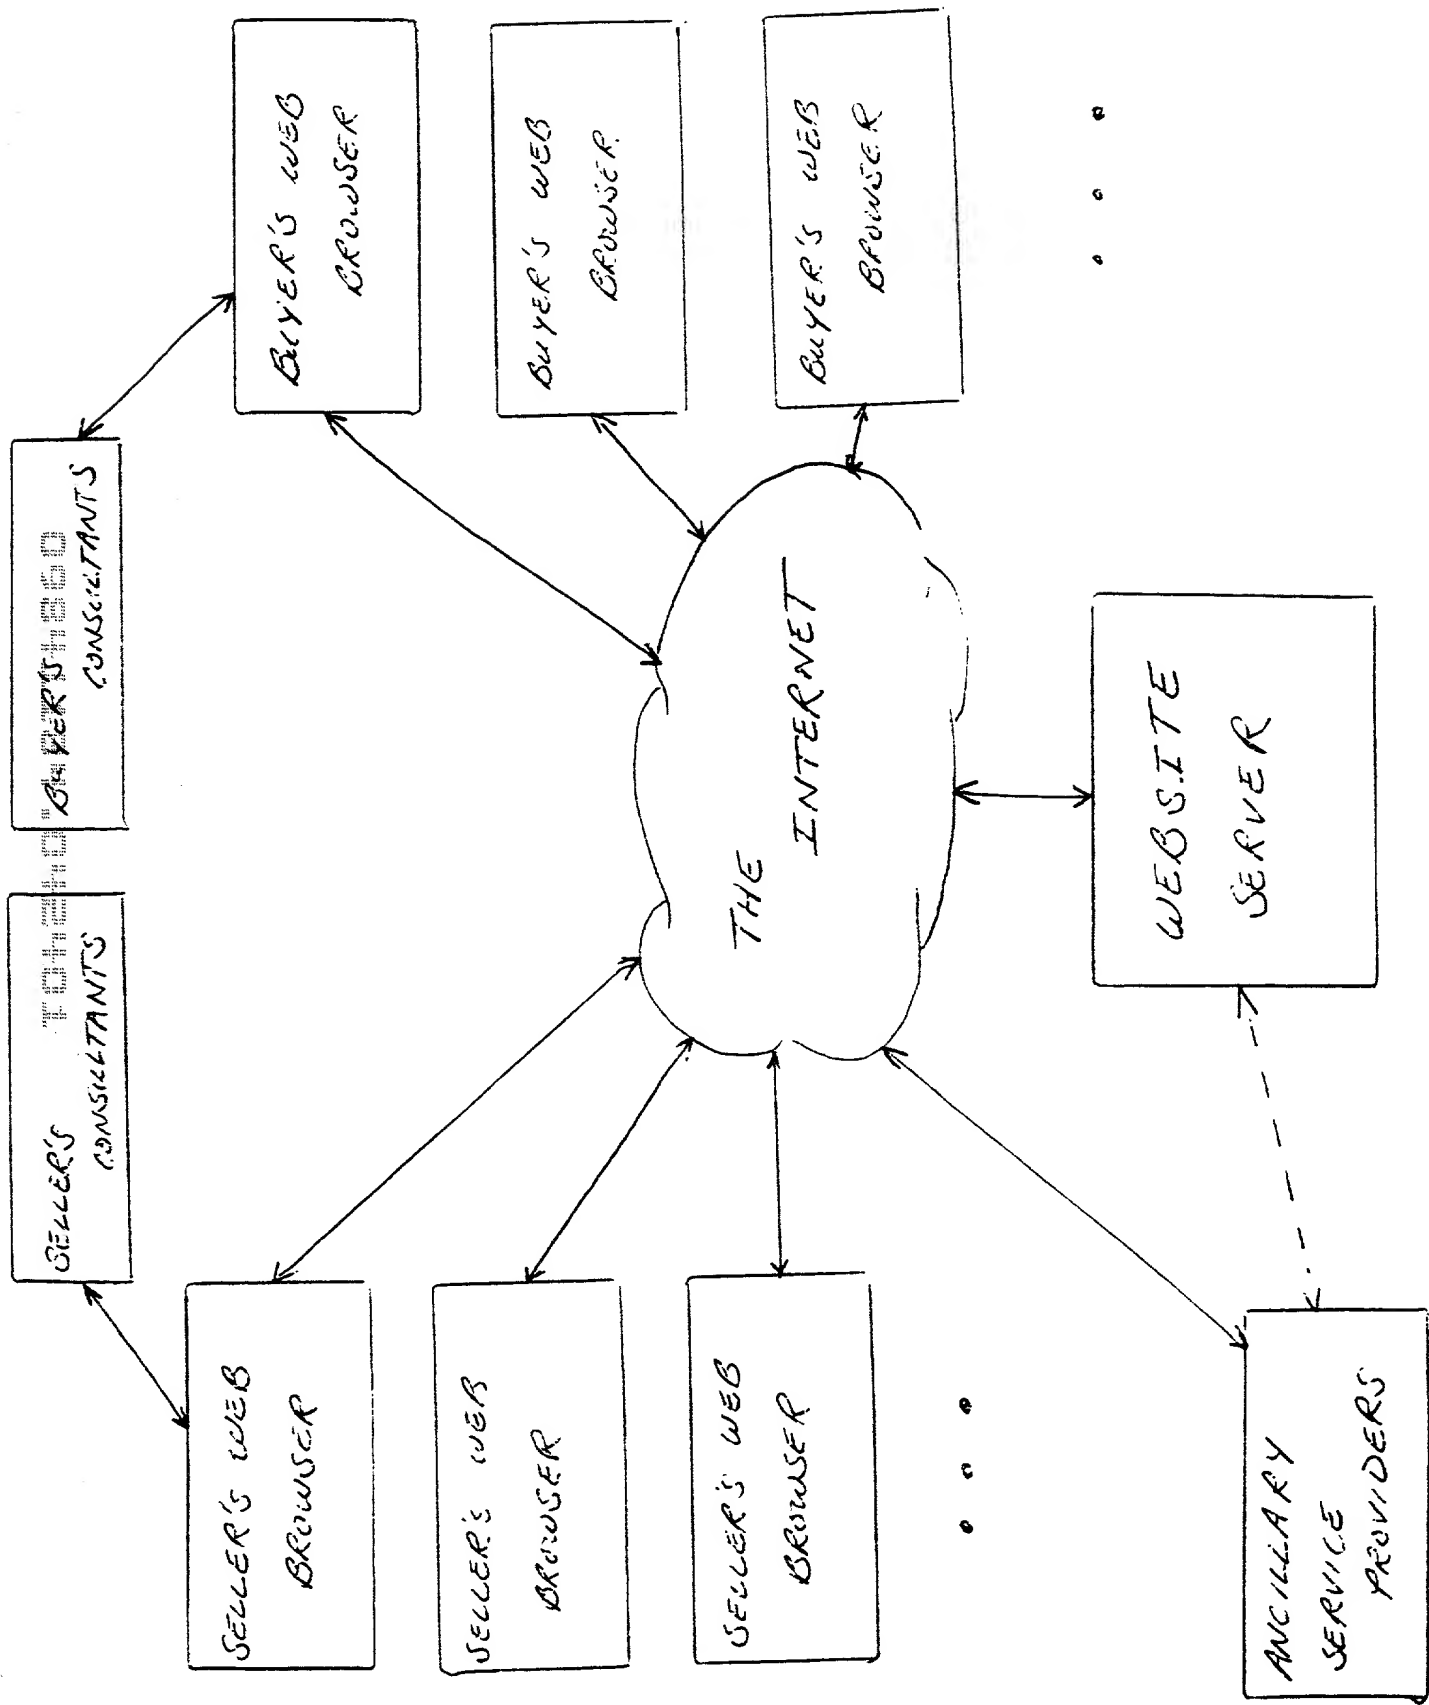 SELLER'S
CONSULTANTS
BUYER'S
CONSULTANTS
SELLER'S WEB
BROWSER
BUYER'S WEB
BROWSER
SELLER'S WEB
BROWSER
BUYER'S WEB
BROWSER
SELLER'S WEB
BROWSER
BUYER'S WEB
BROWSER
THE
INTERNET
WEBSITE
SERVER
ANCILLARY
SERVICE
PROVIDERS